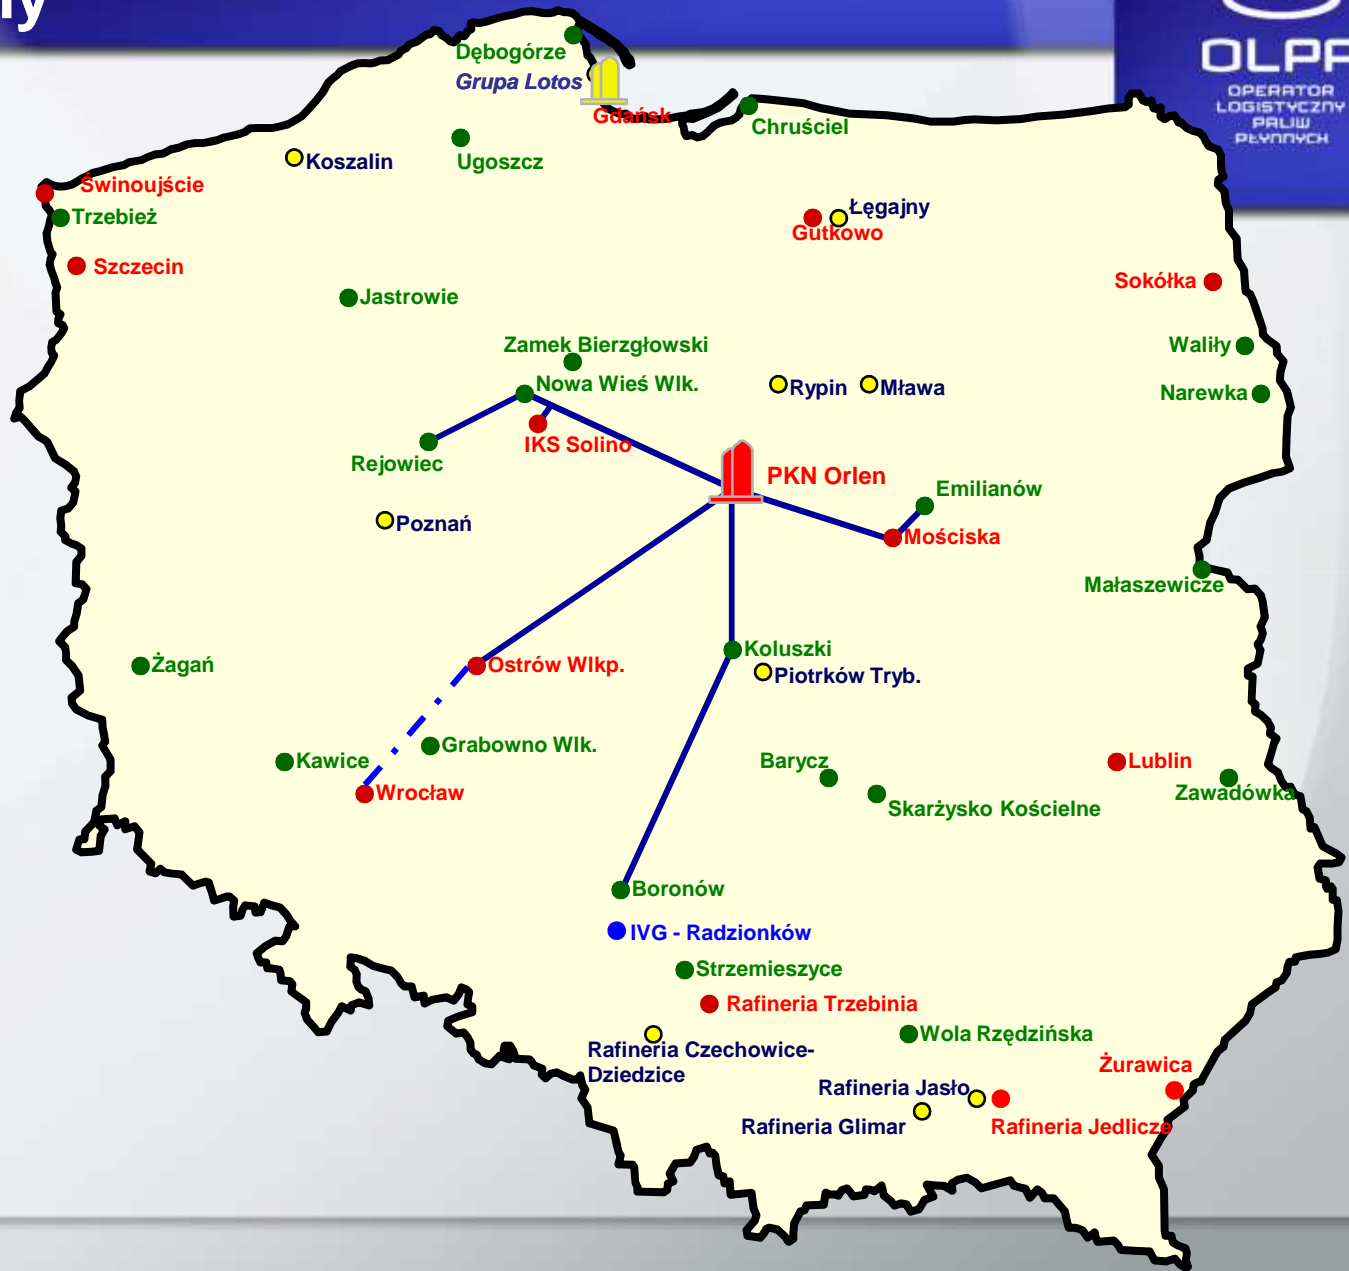 OLPP
OPERATOR
LOGISTYCZNY
PALIW
PŁYNNYCH
Dębogórze
Grupa Lotos
Gdańsk
Chruściel
Ugoszcz
Koszalin
Świnoujście
Trzebież
Łęgajny
Gutkowo
Szczecin
Sokółka
Jastrowie
Zamek Bierzgłowski
Waliły
Nowa Wieś Wlk.
Rypin
Mława
Narewka
IKS Solino
Rejowiec
PKN Orlen
Emilianów
Poznań
Mościska
Małaszewicze
Koluszki
Żagań
Ostrów Wlkp.
Piotrków Tryb.
Grabowno Wlk.
Kawice
Barycz
Lublin
Wrocław
Zawadówka
Skarżysko Kościelne
Boronów
IVG - Radzionków
Strzemieszyce
Rafineria Trzebinia
Wola Rzędzińska
Rafineria Czechowice-
Dziedzice
Żurawica
Rafineria Jasło
Rafineria Glimar
Rafineria Jedlicze